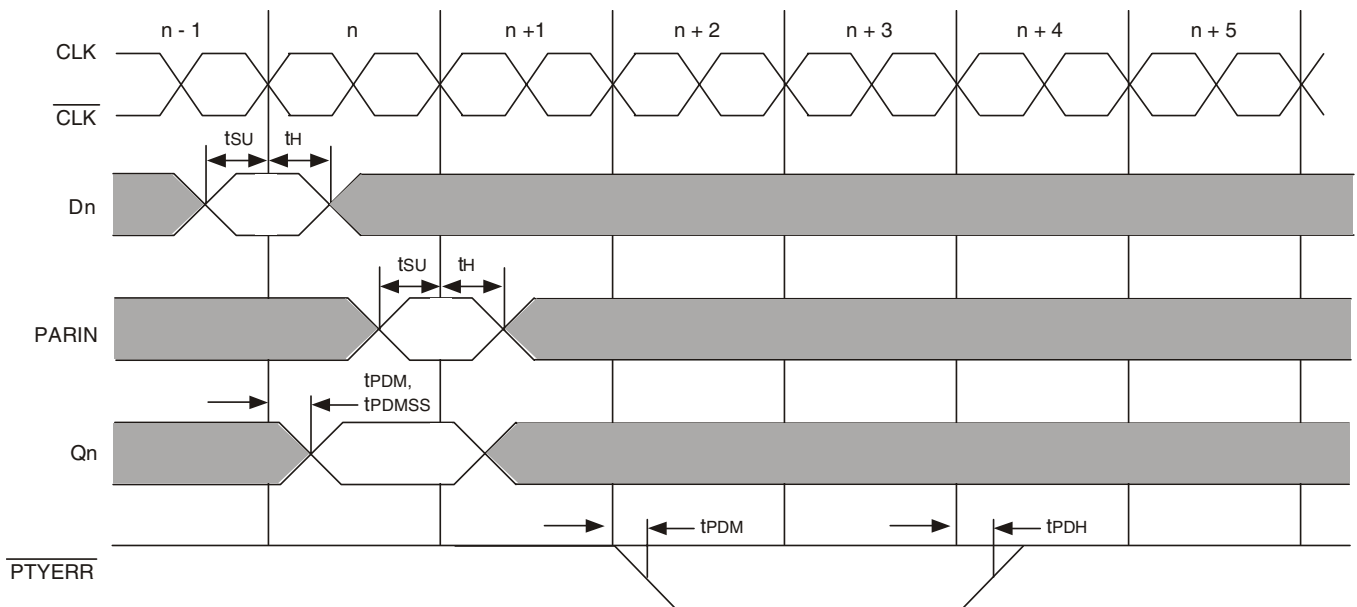 n - 1 n n +1 n + 2 n + 3 n + 4 n + 5
CLK
CLK
tSU tH
Dn
tSU tH
PARIN
tPDM,
tPDMSS
Qn
tPDM tPDH
PTYERR